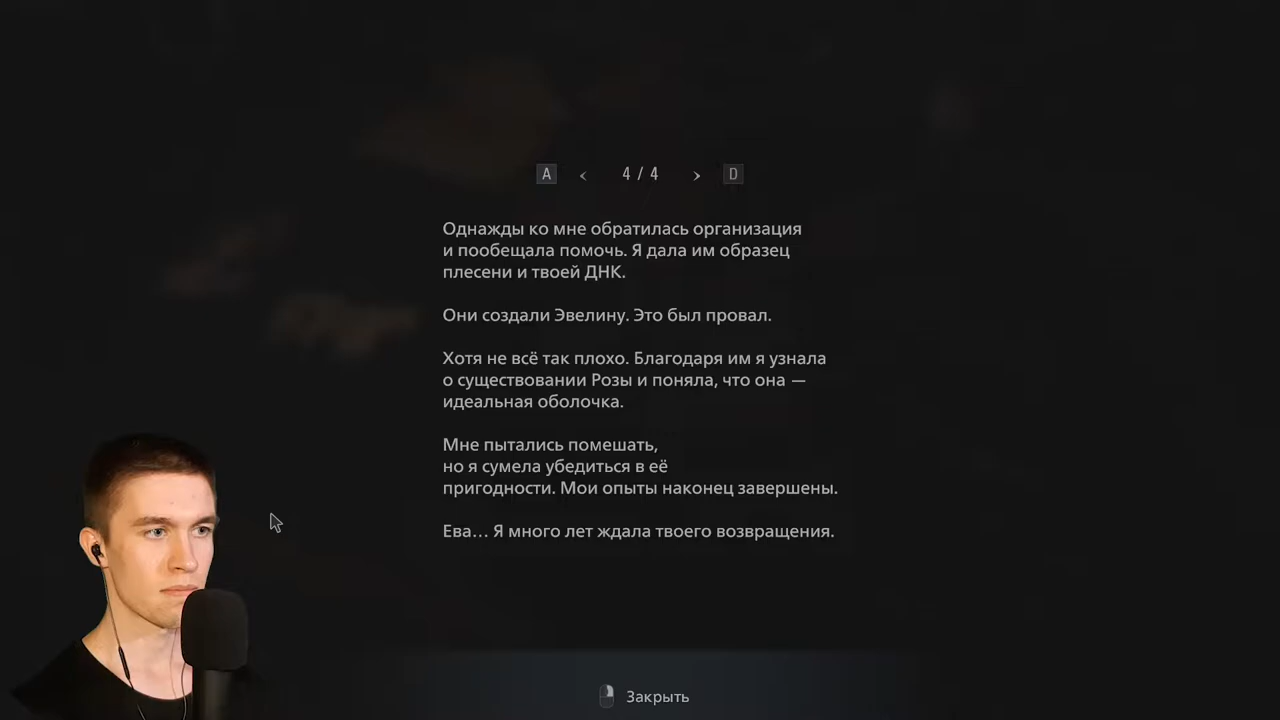 A < 4 / 4 > D
Однажды ко мне обратилась организация
и пообещала помочь. Я дала им образец
плесени и твоей ДНК.
Они создали Эвелину. Это был провал.
Хотя не всё так плохо. Благодаря им я узнала
о существовании Розы и поняла, что она —
идеальная оболочка.
Мне пытались помешать,
но я сумела убедиться в её
пригодности. Мои опыты наконец завершены.
Ева... Я много лет ждала твоего возвращения.
Закрыть